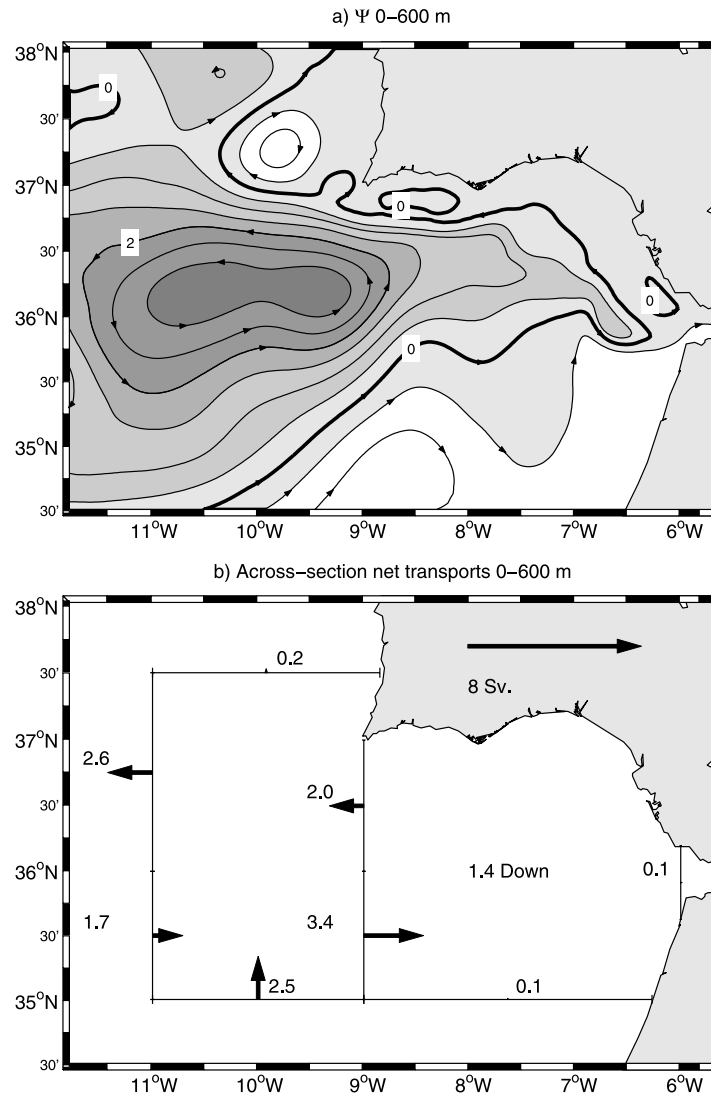 a) Ψ 0−600 m
38°N
30'
37°N
30'
36°N
30'
35°N
30'
0
0
2
0
0
11°W 10°W 9°W 8°W 7°W 6°W
b) Across−section net transports 0−600 m
38°N
30'
37°N
30'
36°N
30'
35°N
30'
0.2
8 Sv.
2.6
2.0
1.4 Down
0.1
1.7
3.4
2.5
0.1
11°W 10°W 9°W 8°W 7°W 6°W